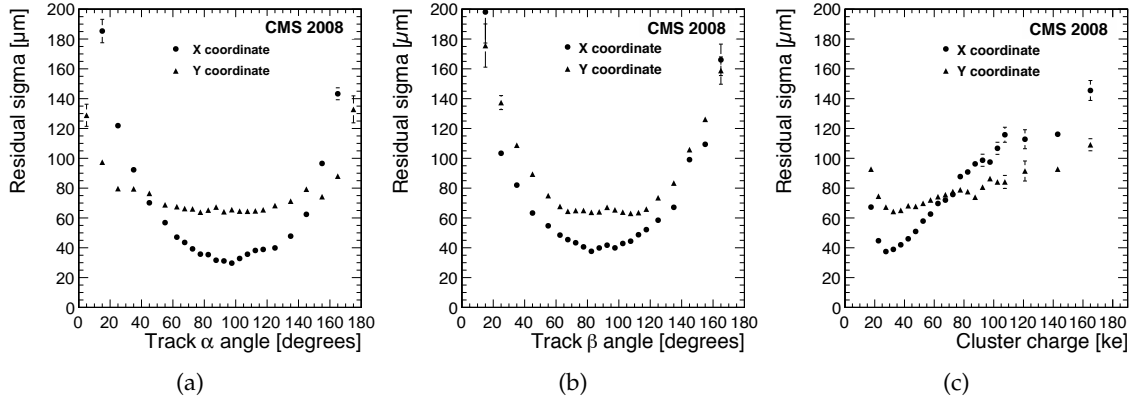 Residual sigma [μm]
200
180
160
140
120
100
80
60
40
20
0
CMS 2008
X coordinate
Y coordinate
0 20 40 60 80 100 120 140 160 180
Track α angle [degrees]
(a)
Residual sigma [μm]
200
180
160
140
120
100
80
60
40
20
0
CMS 2008
X coordinate
Y coordinate
0 20 40 60 80 100 120 140 160 180
Track β angle [degrees]
(b)
Residual sigma [μm]
200
180
160
140
120
100
80
60
40
20
0
CMS 2008
X coordinate
Y coordinate
0 20 40 60 80 100 120 140 160 180
Cluster charge [ke]
(c)